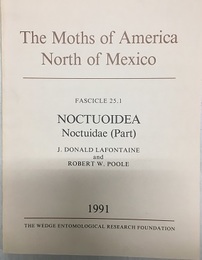 The Moths of America
North of Mexico
FASCICLE 25.1
NOCTUOIDEA
Noctuidae (Part)
J. DONALD LAFONTAINE
and
ROBERT W. POOLE
1991
THE WEDGE ENTOMOLOGICAL RESEARCH FOUNDATION